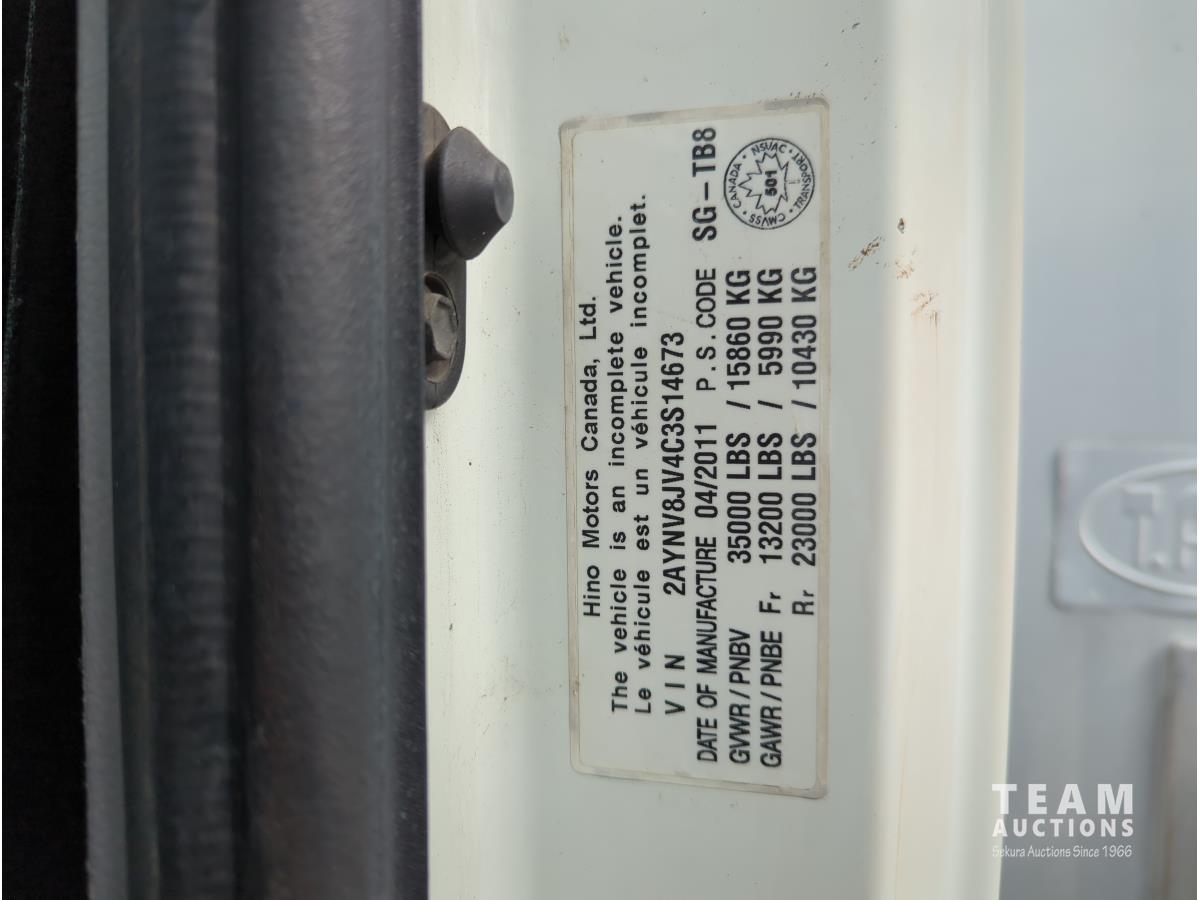 Hino Motors Canada, Ltd.
The vehicle is an incomplete vehicle.
Le véhicule est un véhicule incomplet.
VIN 2AYNV8JV4C3S14673
DATE OF MANUFACTURE 04/2011 P.S.CODE SG-TB8
GVWR/PNBV 35000 LBS / 15860 KG
GAWR/PNBE Fr 13200 LBS / 5990 KG
Rr 23000 LBS / 10430 KG
CMVSS • CANADA • NSVAC • TRANSPORT •
501
TEAM
AUCTIONS
Sekura Auctions Since 1966